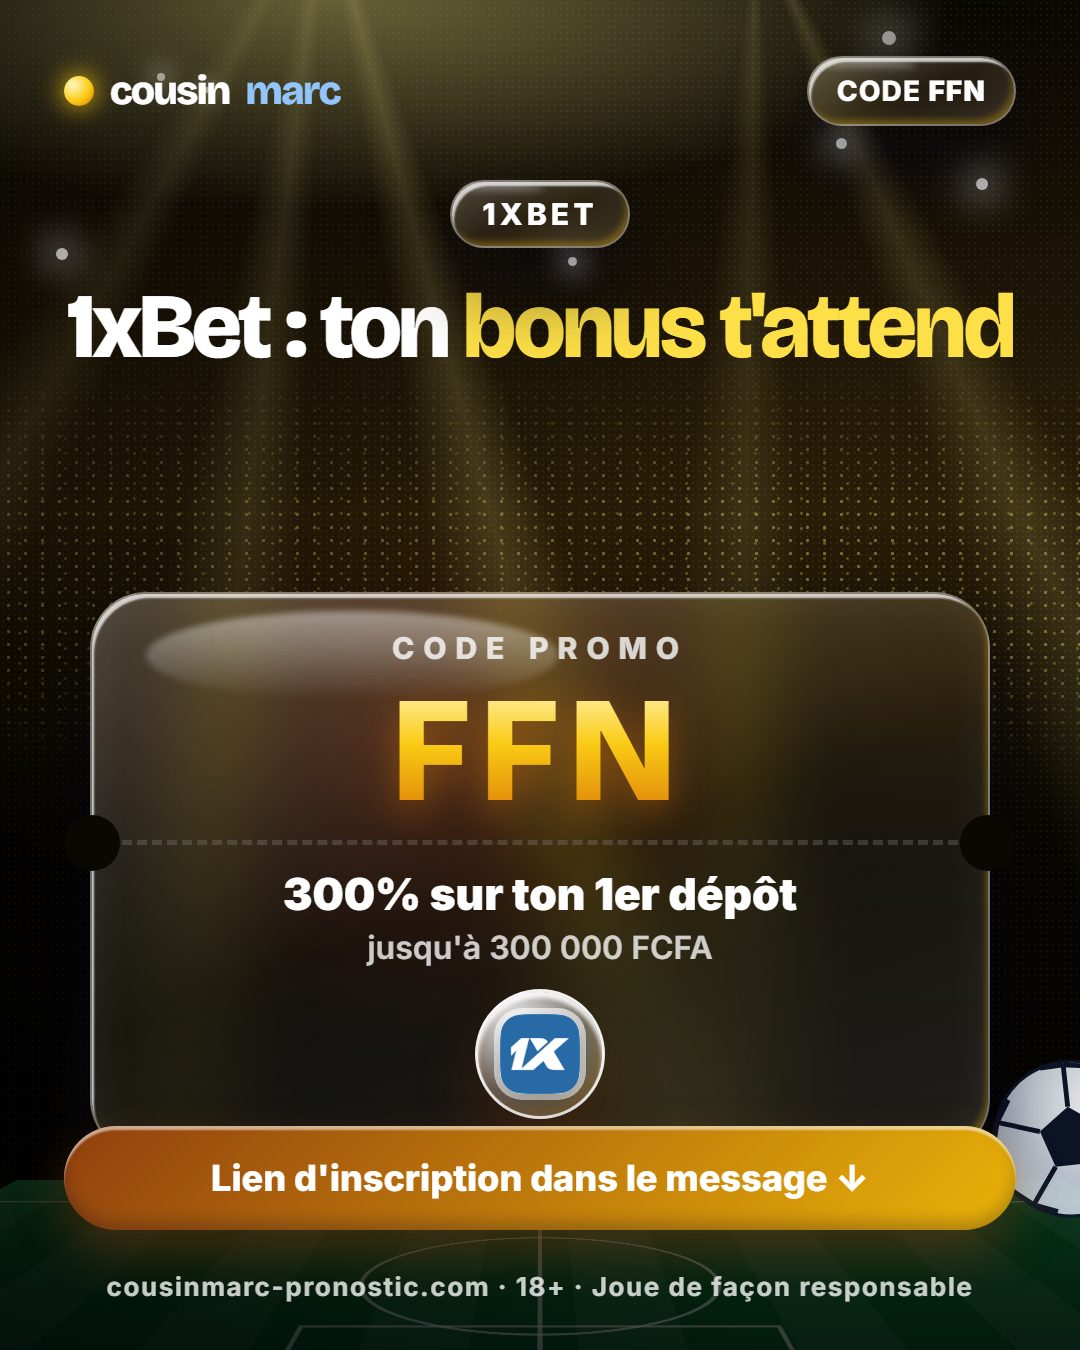 cousin marc
CODE FFN
1XBET
1xBet : ton bonus t'attend
CODE PROMO
FFN
300% sur ton 1er dépôt
jusqu'à 300 000 FCFA
1X
Lien d'inscription dans le message ↓
cousinmarc-pronostic.com · 18+ · Joue de façon responsable